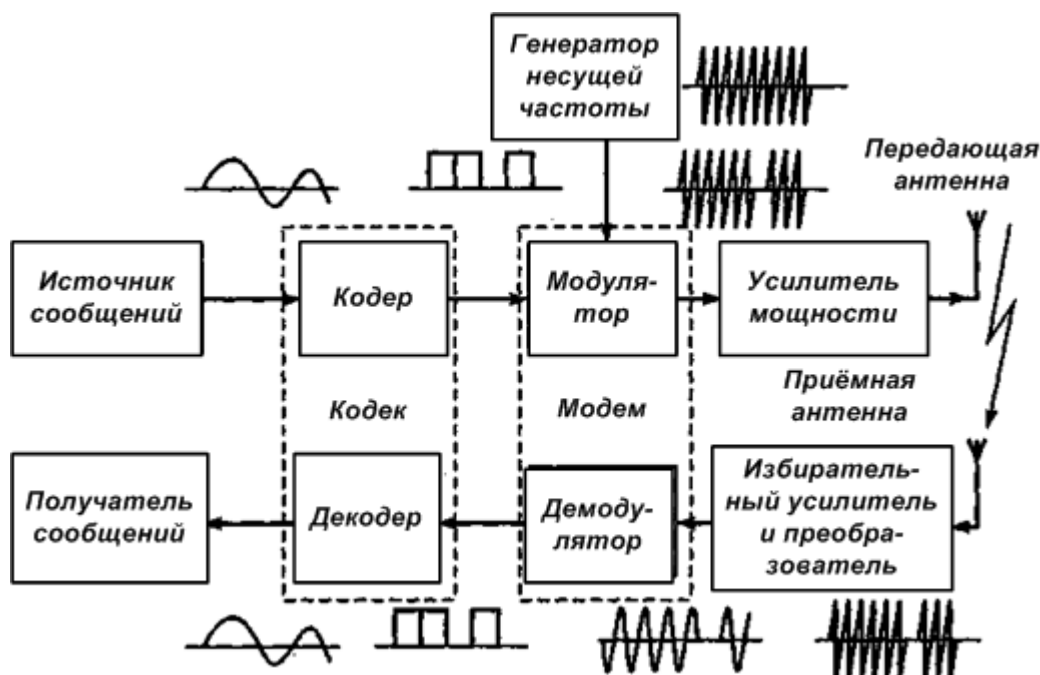 Генератор
несущей
частоты
Передающая
антенна
Источник
сообщений
Кодер
Модуля-
тор
Усилитель
мощности
Кодек
Модем
Приёмная
антенна
Получатель
сообщений
Декодер
Демоду-
лятор
Избиратель-
ный усилитель
и преобра-
зователь